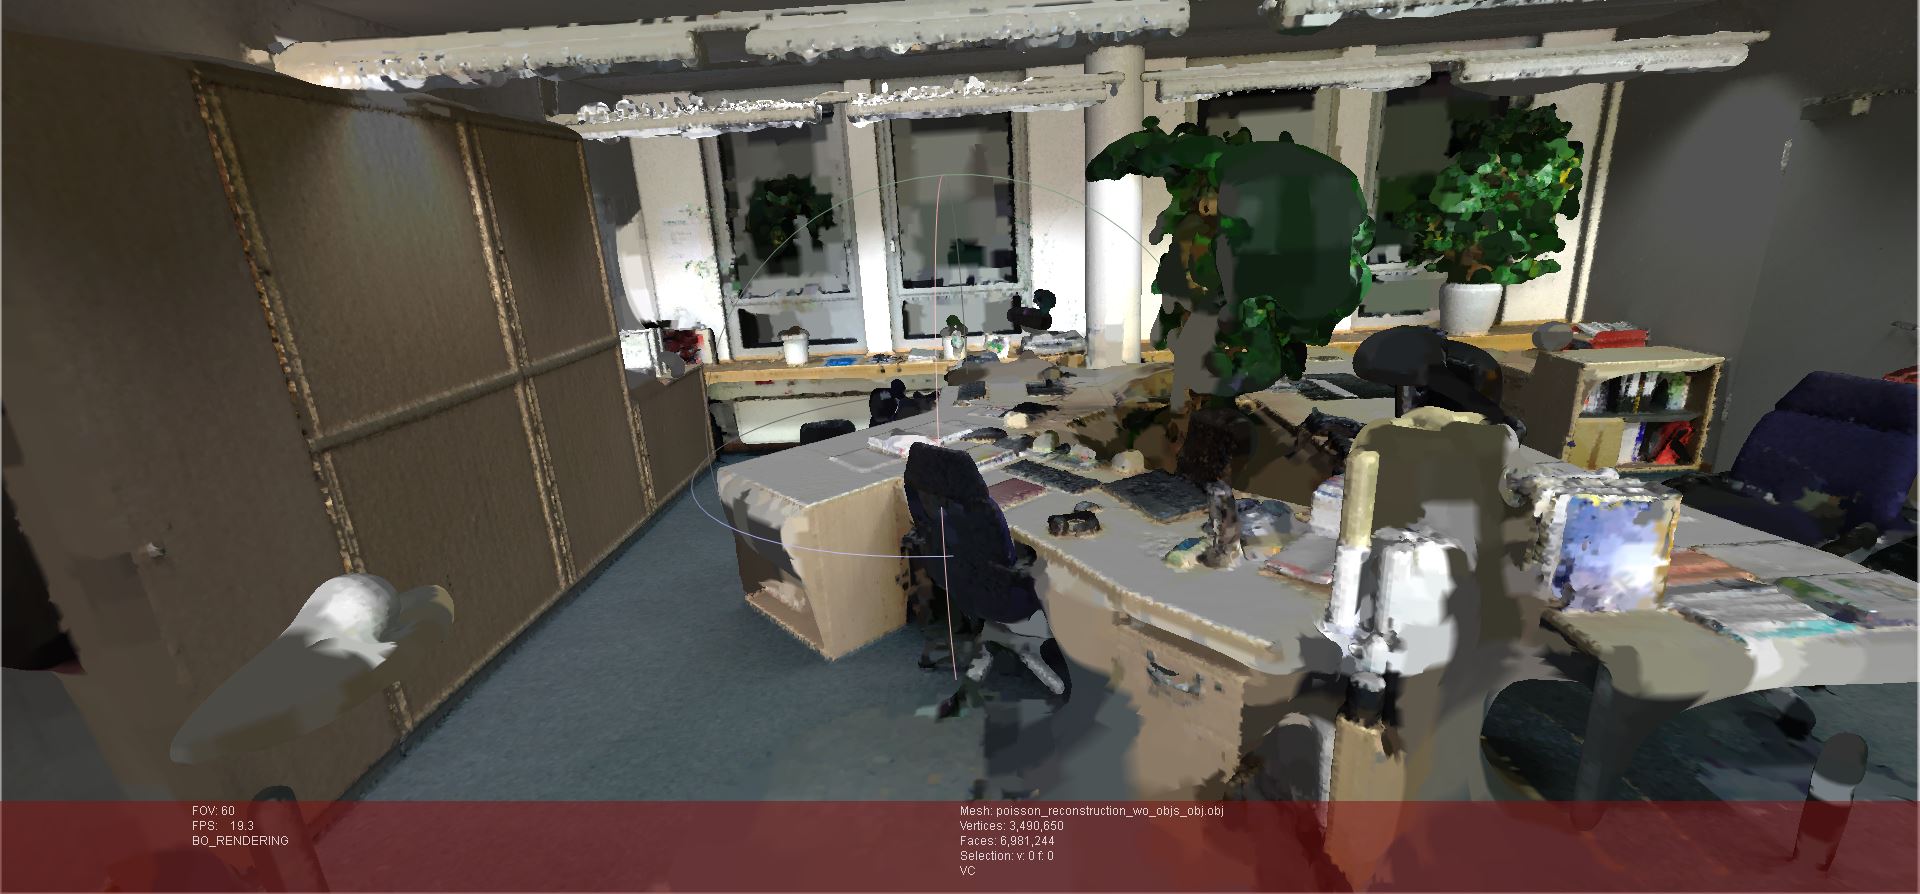 FOV: 60
FPS: 19.3
BO_RENDERING
Mesh: poisson_reconstruction_wo_objs_obj.obj
Vertices: 3,490,650
Faces: 6,981,244
Selection: v: 0 f: 0
VC